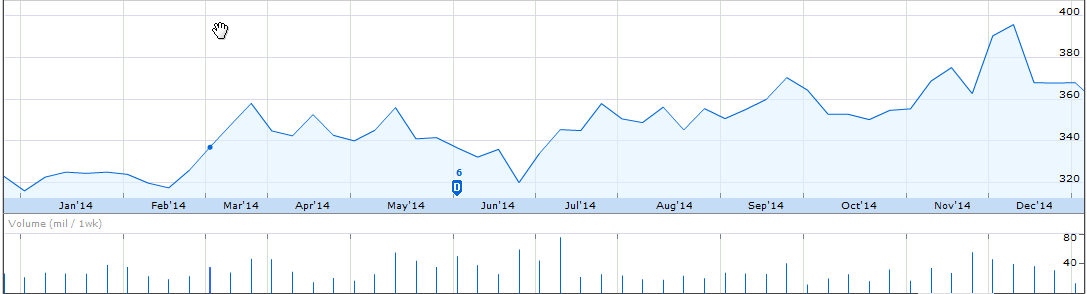 400
380
360
340
320
6
D
Jan'14 Feb'14 Mar'14 Apr'14 May'14 Jun'14 Jul'14 Aug'14 Sep'14 Oct'14 Nov'14 Dec'14
Volume (mil / 1wk)
80
40